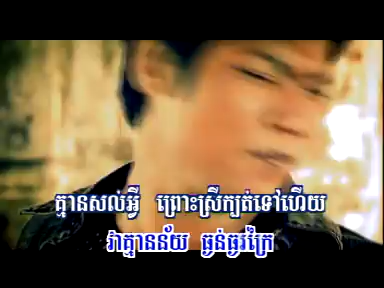 គ្មានសល់អ្វី ព្រោះស្រីក្បត់ទៅហើយ
វាគ្មានន័យ ធ្ងន់ធ្ងរក្រៃ